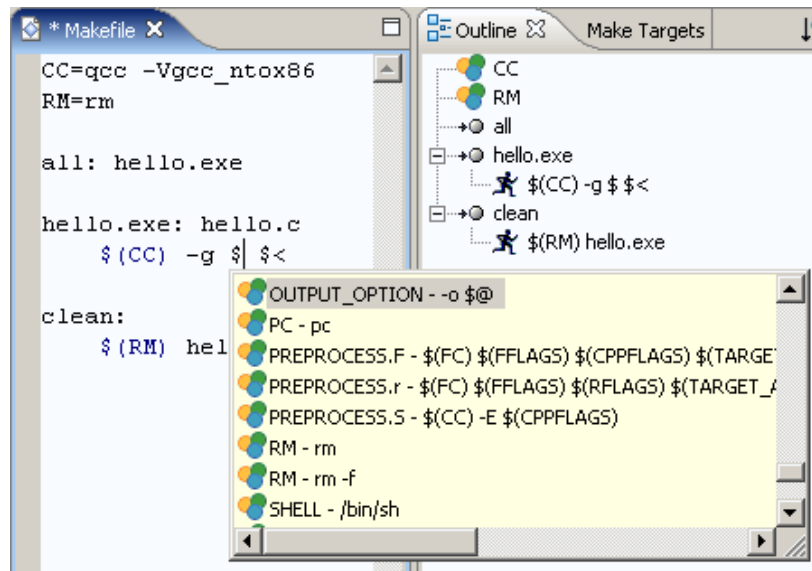 * Makefile
CC=qcc -Vgcc_ntox86
RM=rm
all: hello.exe
hello.exe: hello.c
$(CC) -g $ $<
clean:
$(RM) hel
Outline
Make Targets
CC
RM
all
hello.exe
$(CC) -g $ $<
clean
$(RM) hello.exe
OUTPUT_OPTION - -o $@
PC - pc
PREPROCESS.F - $(FC) $(FFLAGS) $(CPPFLAGS) $(TARGET
PREPROCESS.r - $(FC) $(FFLAGS) $(RFLAGS) $(TARGET_A
PREPROCESS.S - $(CC) -E $(CPPFLAGS)
RM - rm
RM - rm -f
SHELL - /bin/sh